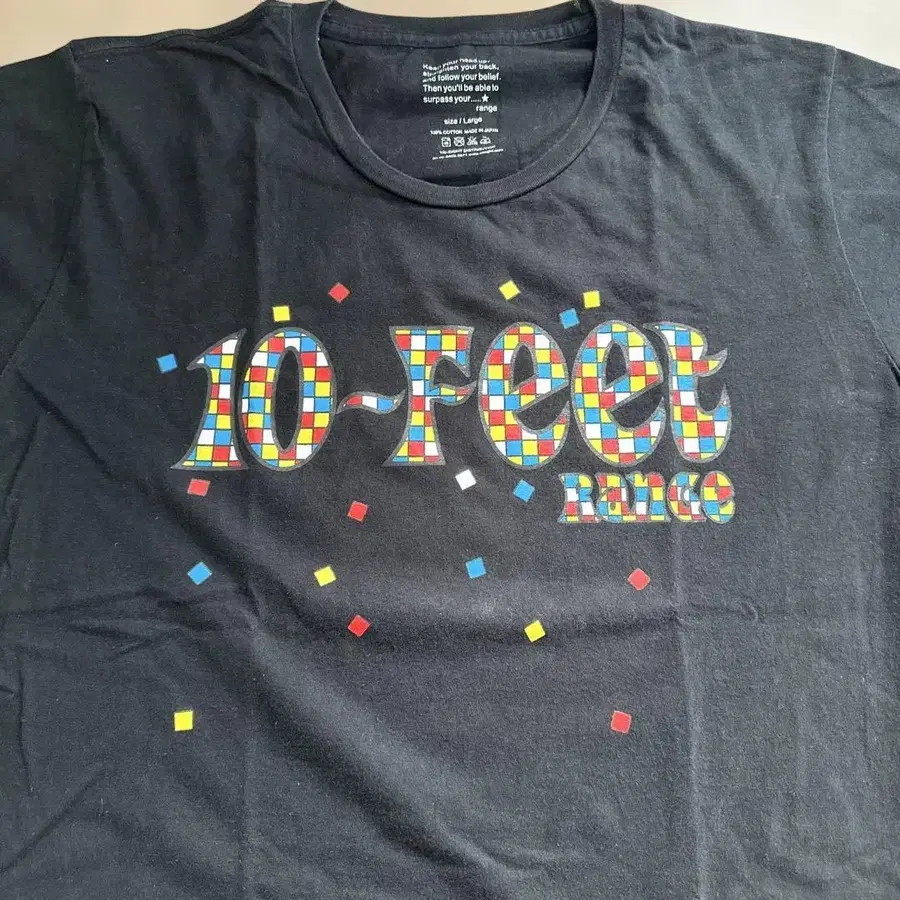 Keep your head up!
straighten your back.
and follow your belief.
Then you'll be able to
surpass your.....★
range
size / Large
100% COTTON MADE IN JAPAN
10~Feet
Range